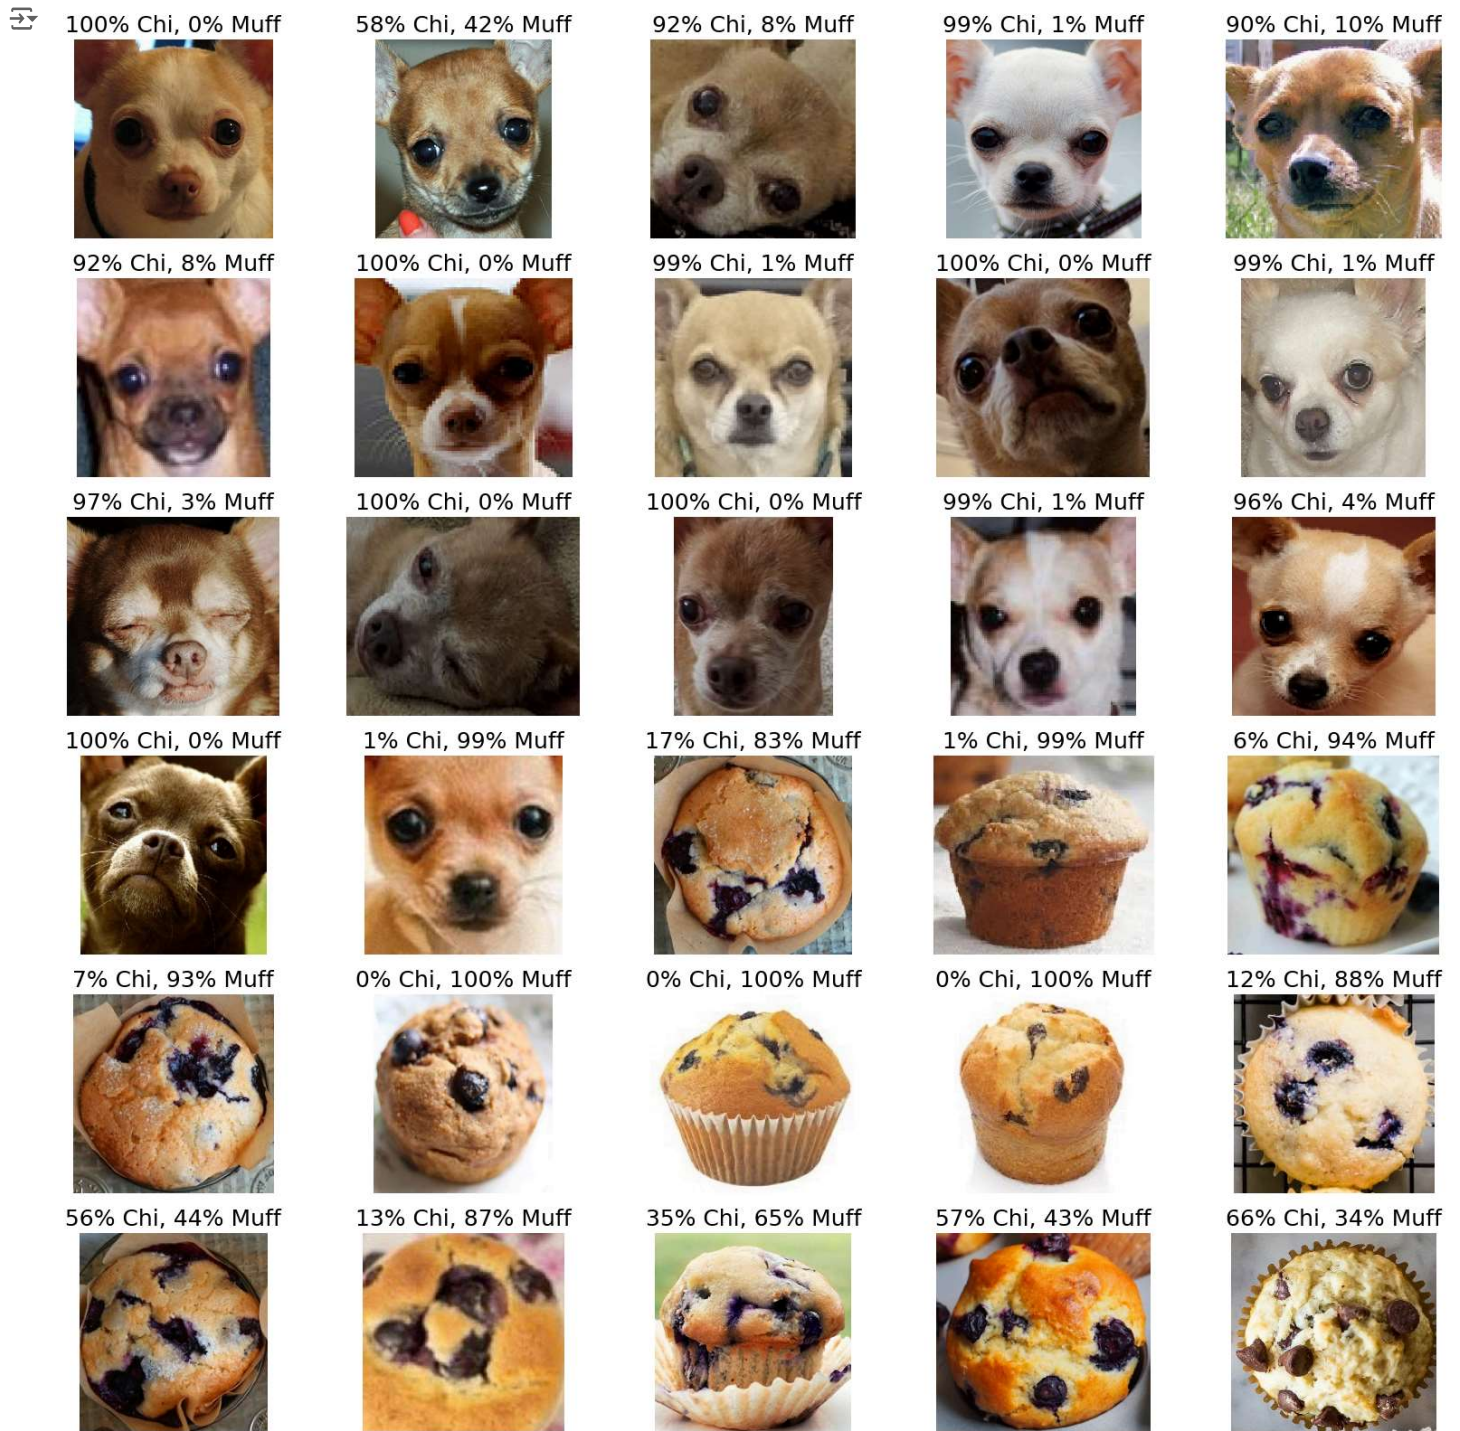 100% Chi, 0% Muff
58% Chi, 42% Muff
92% Chi, 8% Muff
99% Chi, 1% Muff
90% Chi, 10% Muff
92% Chi, 8% Muff
100% Chi, 0% Muff
99% Chi, 1% Muff
100% Chi, 0% Muff
99% Chi, 1% Muff
97% Chi, 3% Muff
100% Chi, 0% Muff
100% Chi, 0% Muff
99% Chi, 1% Muff
96% Chi, 4% Muff
100% Chi, 0% Muff
1% Chi, 99% Muff
17% Chi, 83% Muff
1% Chi, 99% Muff
6% Chi, 94% Muff
7% Chi, 93% Muff
0% Chi, 100% Muff
0% Chi, 100% Muff
0% Chi, 100% Muff
12% Chi, 88% Muff
56% Chi, 44% Muff
13% Chi, 87% Muff
35% Chi, 65% Muff
57% Chi, 43% Muff
66% Chi, 34% Muff